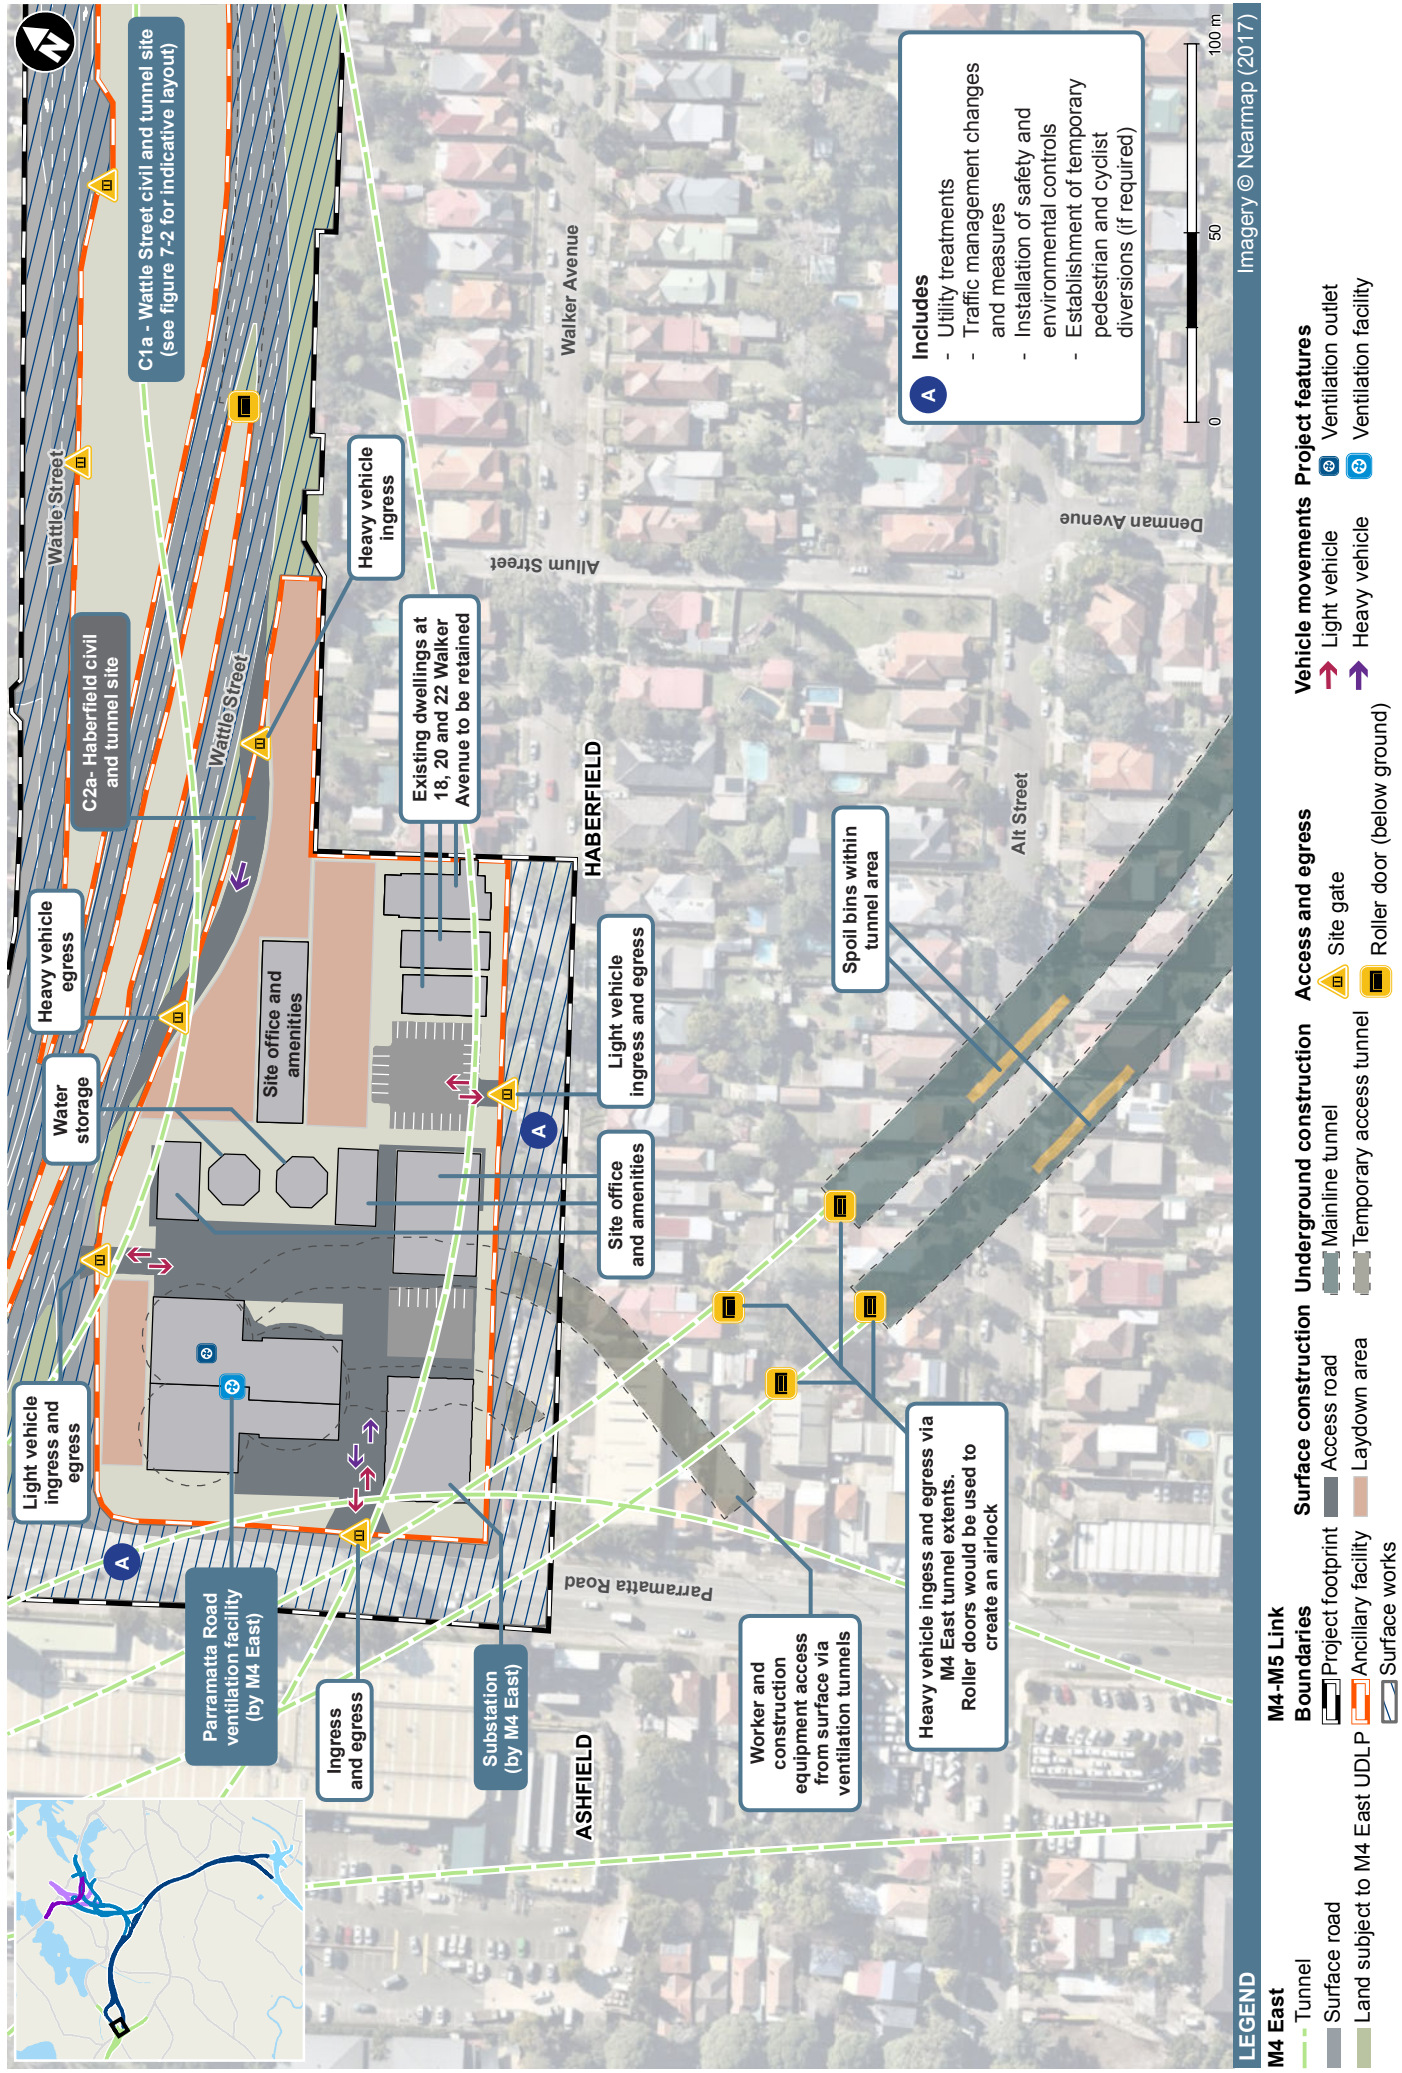 N
C1a - Wattle Street civil and tunnel site
(see figure 7-2 for indicative layout)
Wattle Street
C2a- Haberfield civil
and tunnel site
Wattle Street
Heavy vehicle
ingress
Heavy vehicle
egress
Water
storage
Light vehicle
ingress and
egress
Site office and
amenities
Existing dwellings at
18, 20 and 22 Walker
Avenue to be retained
Walker Avenue
Allum Street
Denman Avenue
HABERFIELD
Light vehicle
ingress and egress
Site office
and amenities
A
A
Parramatta Road
ventilation facility
(by M4 East)
Ingress
and egress
Substation
(by M4 East)
Parramatta Road
ASHFIELD
Alt Street
Spoil bins within
tunnel area
Worker and
construction
equipment access
from surface via
ventilation tunnels
Heavy vehicle ingess and egress via
M4 East tunnel extents.
Roller doors would be used to
create an airlock
A
Includes
- Utility treatments
- Traffic management changes
and measures
- Installation of safety and
environmental controls
- Establishment of temporary
pedestrian and cyclist
diversions (if required)
0
50
100 m
LEGEND
Imagery © Nearmap (2017)
M4 East
Tunnel
Surface road
Land subject to M4 East UDLP
M4-M5 Link
Boundaries
Project footprint
Ancillary facility
Surface works
Surface construction
Access road
Laydown area
Underground construction
Mainline tunnel
Temporary access tunnel
Access and egress
Site gate
Roller door (below ground)
Vehicle movements
Light vehicle
Heavy vehicle
Project features
Ventilation outlet
Ventilation facility